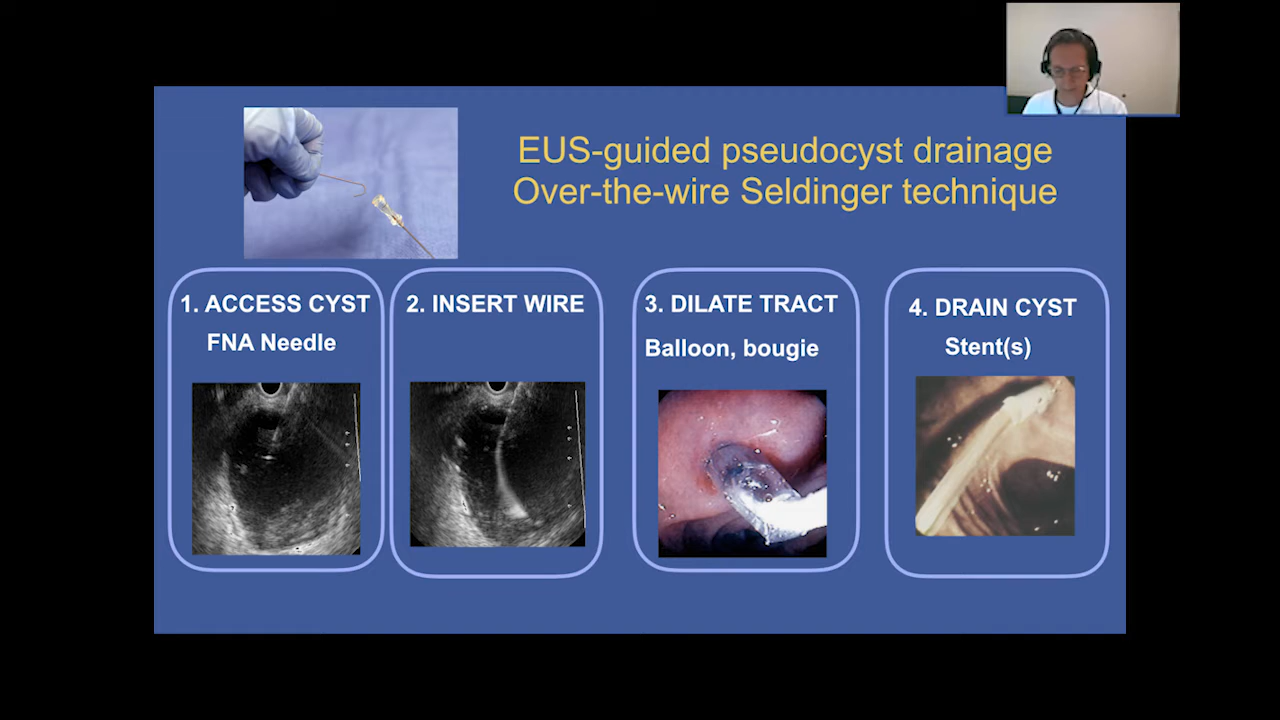 EUS-guided pseudocyst drainage
Over-the-wire Seldinger technique
1. ACCESS CYST
FNA Needle
2. INSERT WIRE
3. DILATE TRACT
Balloon, bougie
4. DRAIN CYST
Stent(s)